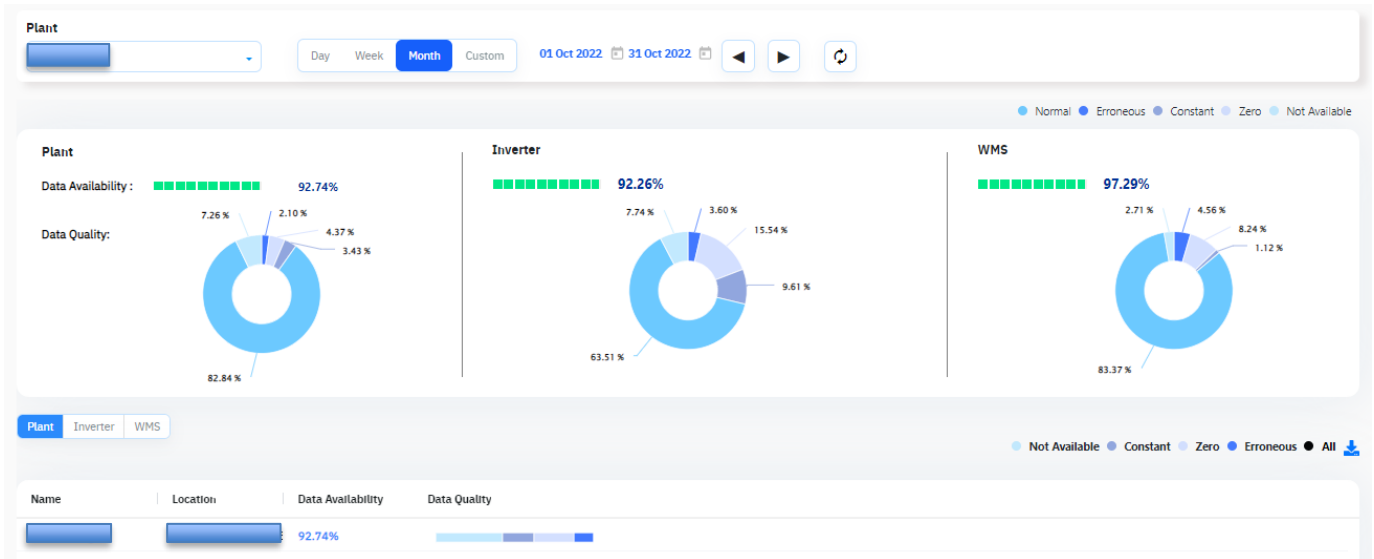 Plant
Day Week Month Custom 01 Oct 2022 31 Oct 2022
Normal Erroneous Constant Zero Not Available
Plant
Data Availability : 92.74%
Data Quality:
7.26 % 2.10 %
4.37 %
3.43 %
82.84 %
Inverter
92.26%
7.74 % 3.60 %
15.54 %
9.61 %
63.51 %
WMS
97.29%
2.71 % 4.56 %
8.24 %
1.12 %
83.37 %
Plant Inverter WMS
Not Available Constant Zero Erroneous All
Name Location Data Availability Data Quality
92.74%